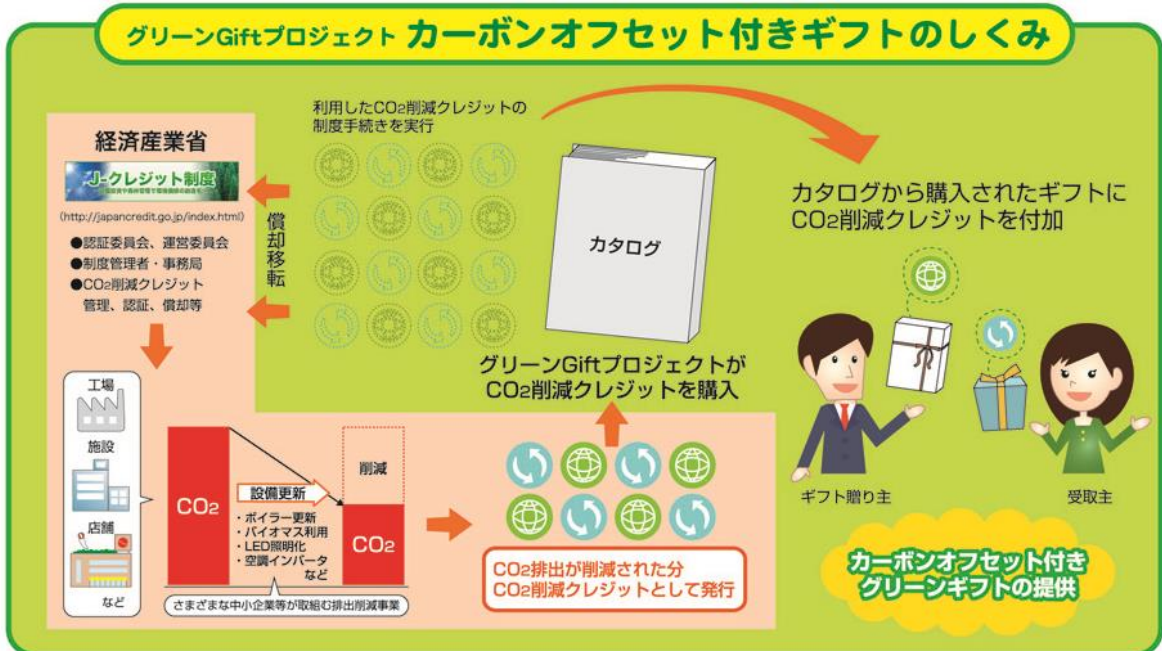 グリーンGiftプロジェクト カーボンオフセット付きギフトのしくみ
経済産業省
J-クレジット制度
(http://japancredit.go.jp/index.html)
●認証委員会、運営委員会
●制度管理者・事務局
●CO2削減クレジット
管理、認証、償却等
利用したCO2削減クレジットの
制度手続きを実行
償却移転
カタログ
グリーンGiftプロジェクトが
CO2削減クレジットを購入
カタログから購入されたギフトに
CO2削減クレジットを付加
ギフト贈り主
受取主
カーボンオフセット付き
グリーンギフトの提供
工場
施設
店舗
など
CO2
設備更新
・ボイラー更新
・バイオマス利用
・LED照明化
・空調インバータ
など
削減
CO2
さまざまな中小企業等が取組む排出削減事業
CO2排出が削減された分
CO2削減クレジットとして発行